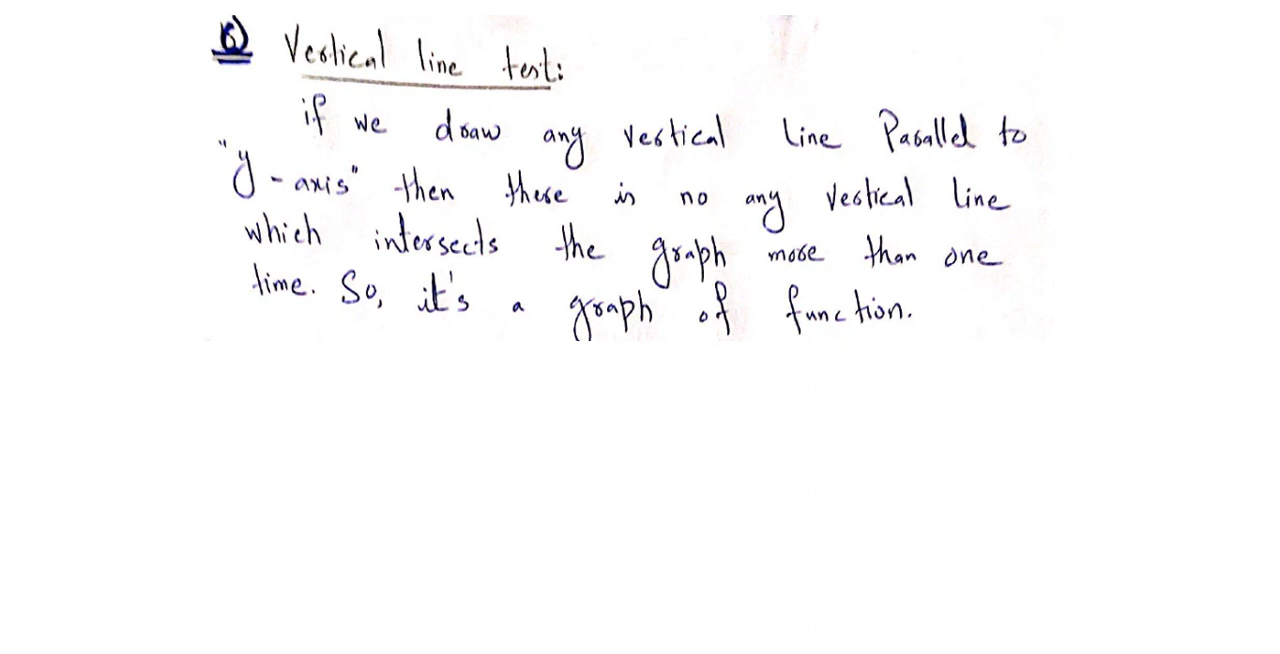 6) Vertical line test:
if we draw any vertical line Parallel to
"y-axis" then there is no any vertical line
which intersects the graph more than one
time. So, it's a graph of function.